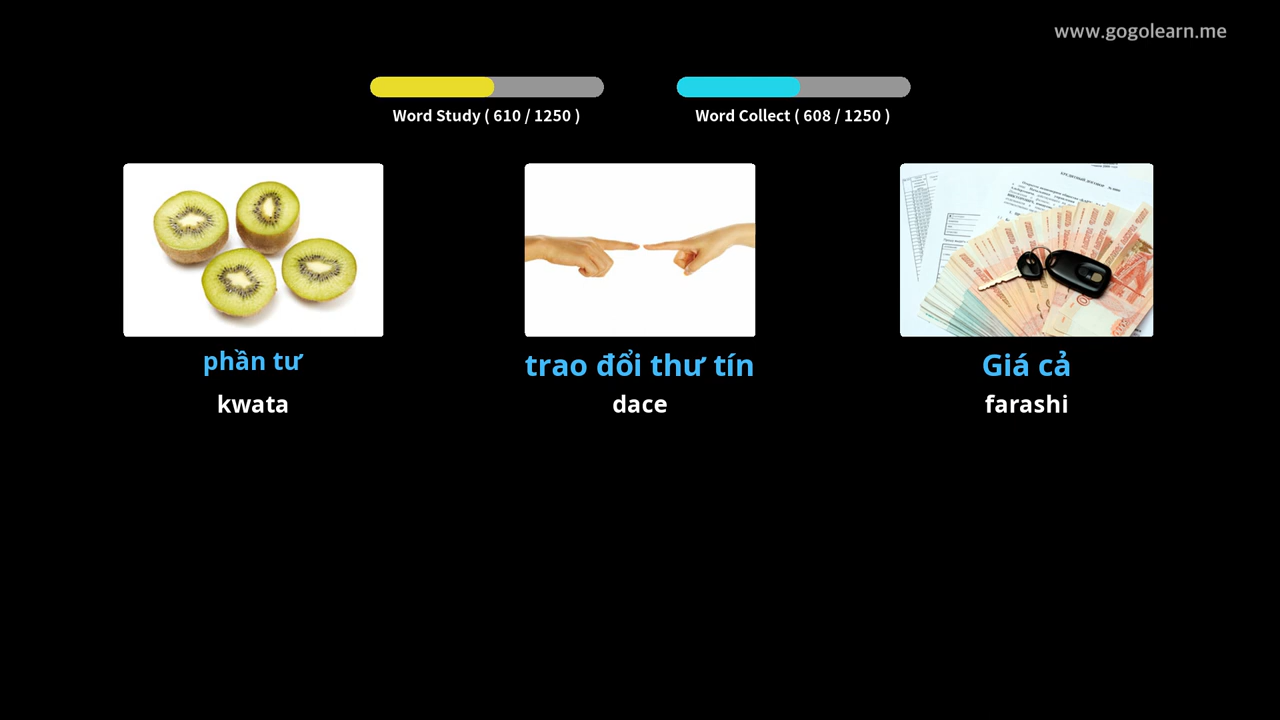 www.gogolearn.me
Word Study ( 610 / 1250 )
Word Collect ( 608 / 1250 )
phần tư
trao đổi thư tín
Giá cả
kwata
dace
farashi